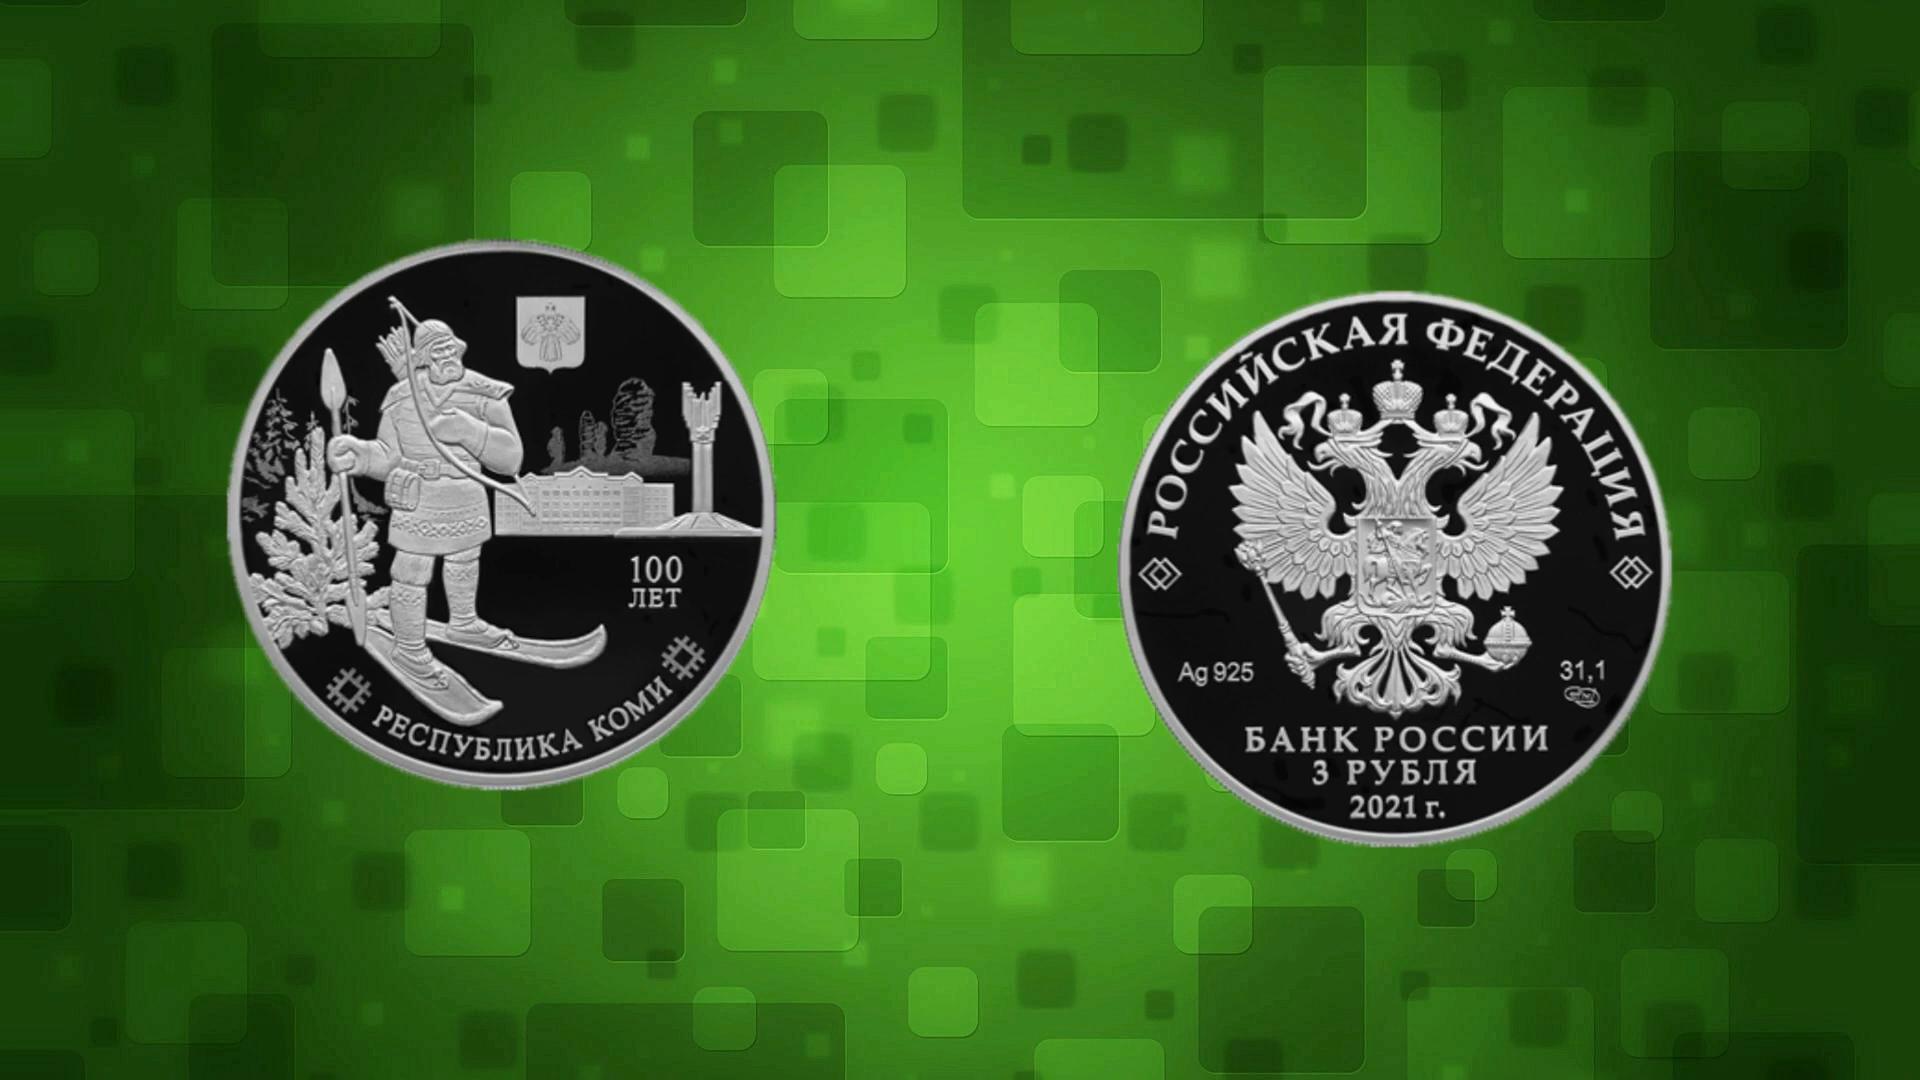 100
ЛЕТ
РЕСПУБЛИКА КОМИ
РОССИЙСКАЯ ФЕДЕРАЦИЯ
Ag 925
31,1
БАНК РОССИИ
3 РУБЛЯ
2021 г.